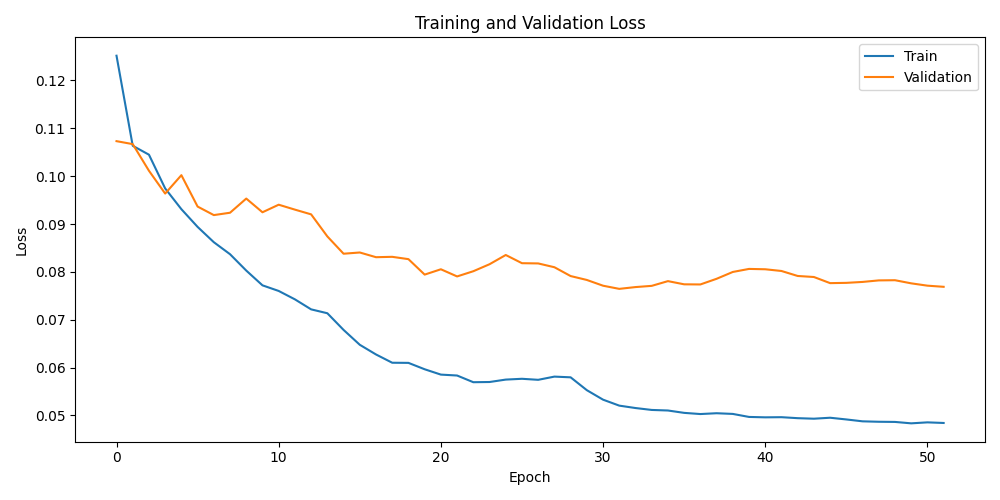 Training and Validation Loss
Train
Validation
0.12
0.11
0.10
0.09
0.08
0.07
0.06
0.05
Loss
0 10 20 30 40 50
Epoch